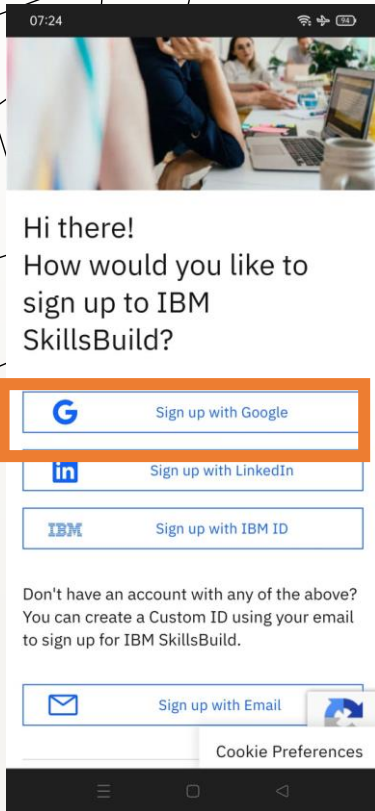 07:24
94
Hi there!
How would you like to
sign up to IBM
SkillsBuild?
G Sign up with Google
in Sign up with LinkedIn
IBM Sign up with IBM ID
Don't have an account with any of the above?
You can create a Custom ID using your email
to sign up for IBM SkillsBuild.
Sign up with Email
Cookie Preferences